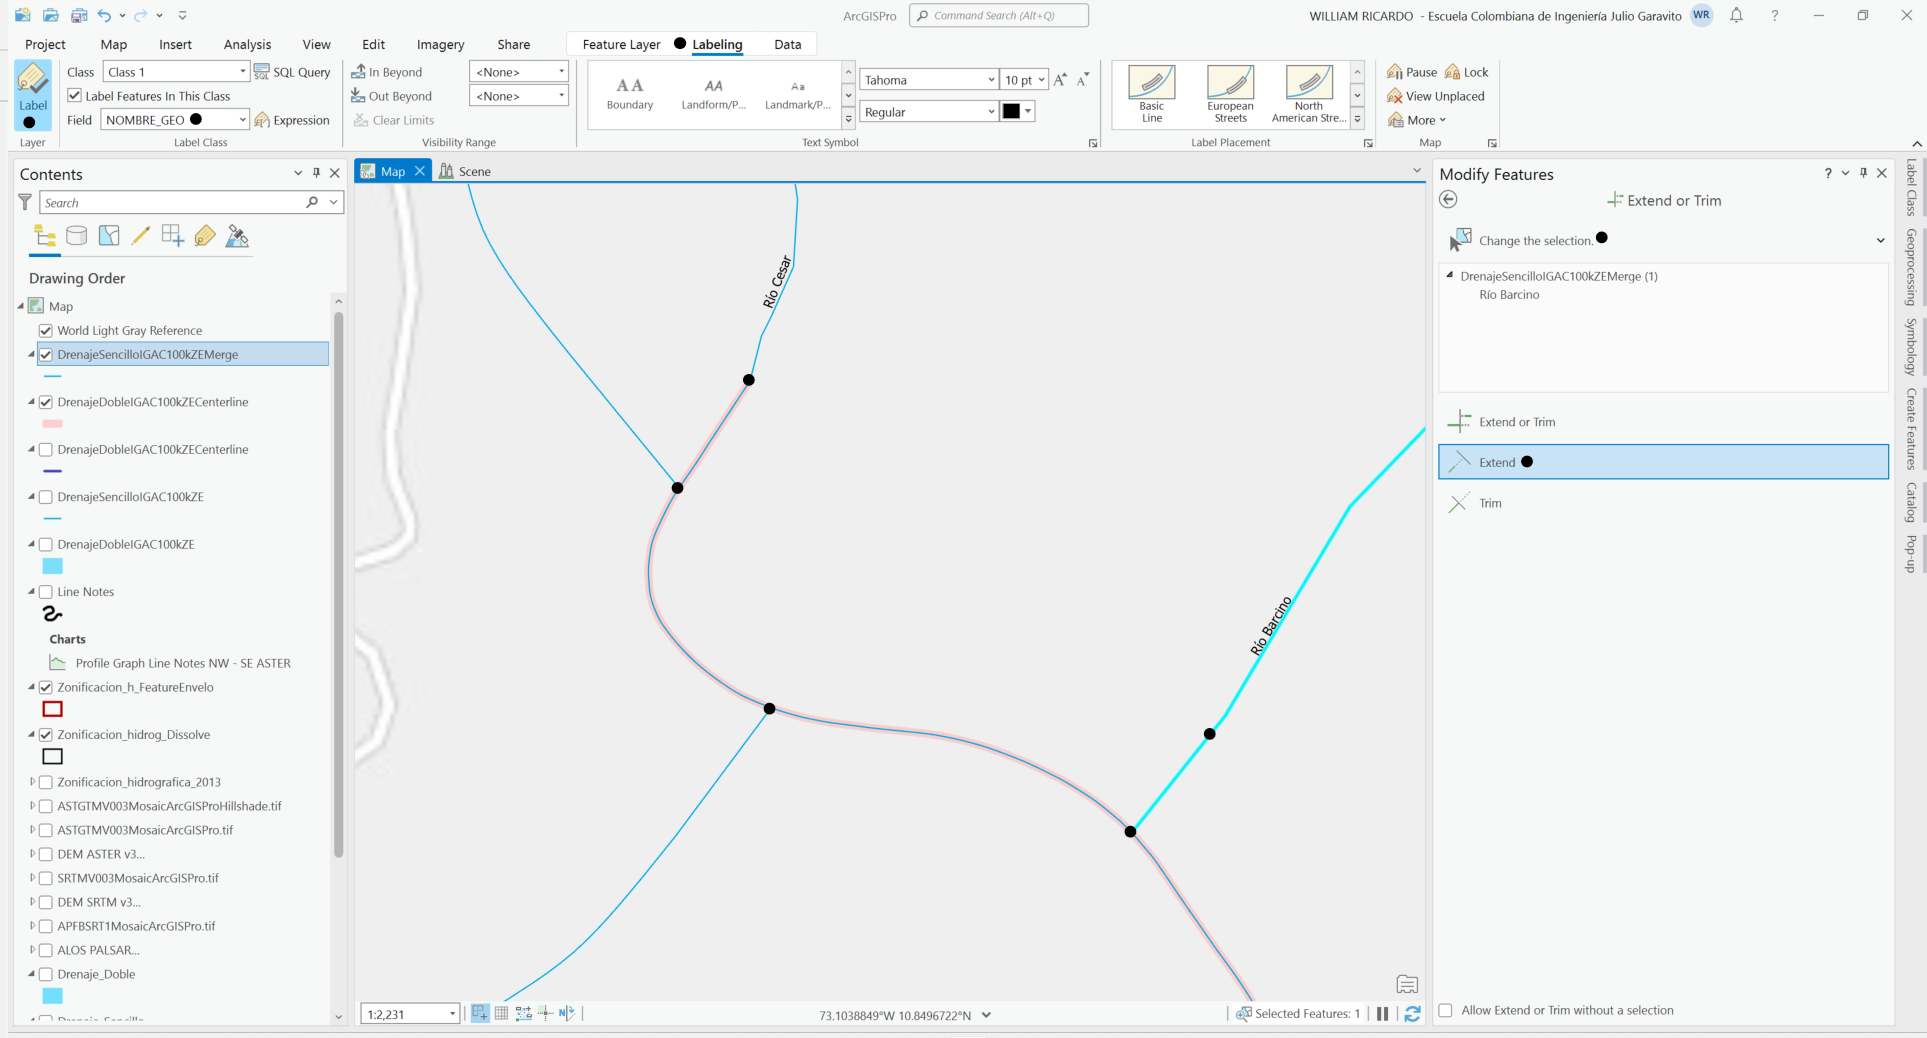 ArcGISPro
Command Search (Alt+Q)
WILLIAM RICARDO - Escuela Colombiana de Ingeniería Julio Garavito
WR
?
Project Map Insert Analysis View Edit Imagery Share Feature Layer Labeling Data
Label
Layer
Class Class 1 SQL SQL Query
Label Features In This Class
Field NOMBRE_GEO Expression
Label Class
In Beyond <None>
Out Beyond <None>
Clear Limits
Visibility Range
AA AA Aa
Boundary Landform/P... Landmark/P...
Tahoma 10 pt A A
Regular
Text Symbol
Basic Line
European Streets
North American Stre...
Label Placement
Pause Lock
View Unplaced
More
Map
Contents
Search
Drawing Order
Map
World Light Gray Reference
DrenajeSencilloIGAC100kZEMerge
DrenajeDobleIGAC100kZECenterline
DrenajeDobleIGAC100kZECenterline
DrenajeSencilloIGAC100kZE
DrenajeDobleIGAC100kZE
Line Notes
Charts
Profile Graph Line Notes NW - SE ASTER
Zonificacion_h_FeatureEnvelo
Zonificacion_hidrog_Dissolve
Zonificacion_hidrografica_2013
ASTGTMV003MosaicArcGISProHillshade.tif
ASTGTMV003MosaicArcGISPro.tif
DEM ASTER v3...
SRTMV003MosaicArcGISPro.tif
DEM SRTM v3...
APFBSRT1MosaicArcGISPro.tif
ALOS PALSAR...
Drenaje_Doble
Map Scene
Río Cesar
Río Barcino
1:2,231
73.1038849°W 10.8496722°N
Selected Features: 1
Modify Features
?
Extend or Trim
Change the selection.
DrenajeSencilloIGAC100kZEMerge (1)
Río Barcino
Extend or Trim
Extend
Trim
Allow Extend or Trim without a selection
Label Class
Geoprocessing
Symbology
Create Features
Catalog
Pop-up